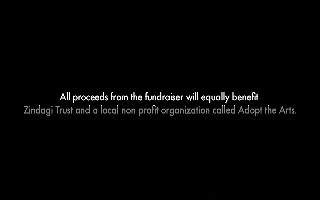 All proceeds from the fundraiser will equally benefit
Zindagi Trust and a local non profit organization called Adopt the Arts.